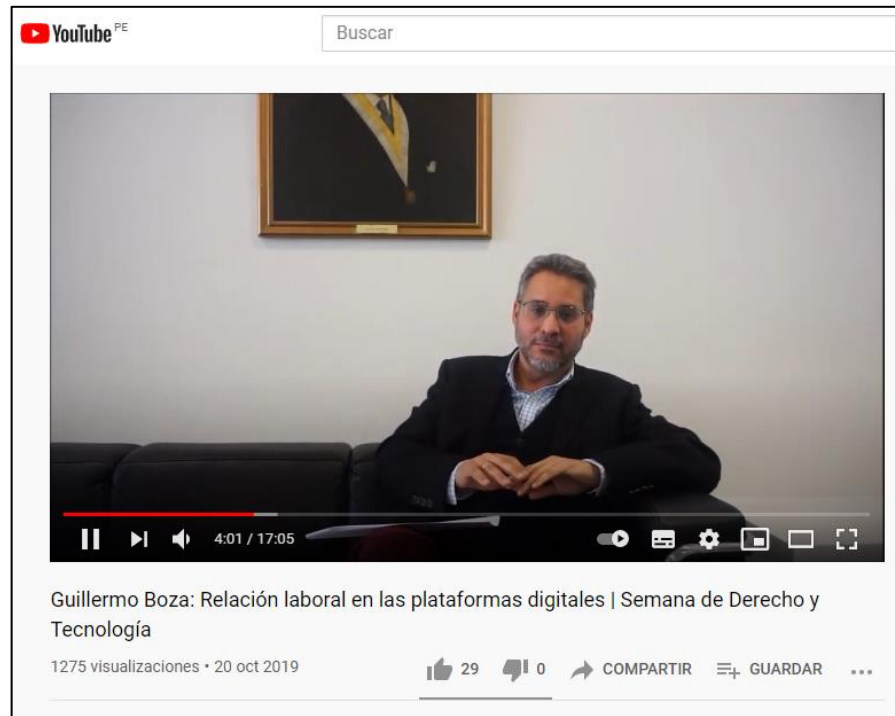 YouTube PE
Buscar
4:01 / 17:05
Guillermo Boza: Relación laboral en las plataformas digitales | Semana de Derecho y
Tecnología
1275 visualizaciones • 20 oct 2019
29
0
COMPARTIR
GUARDAR